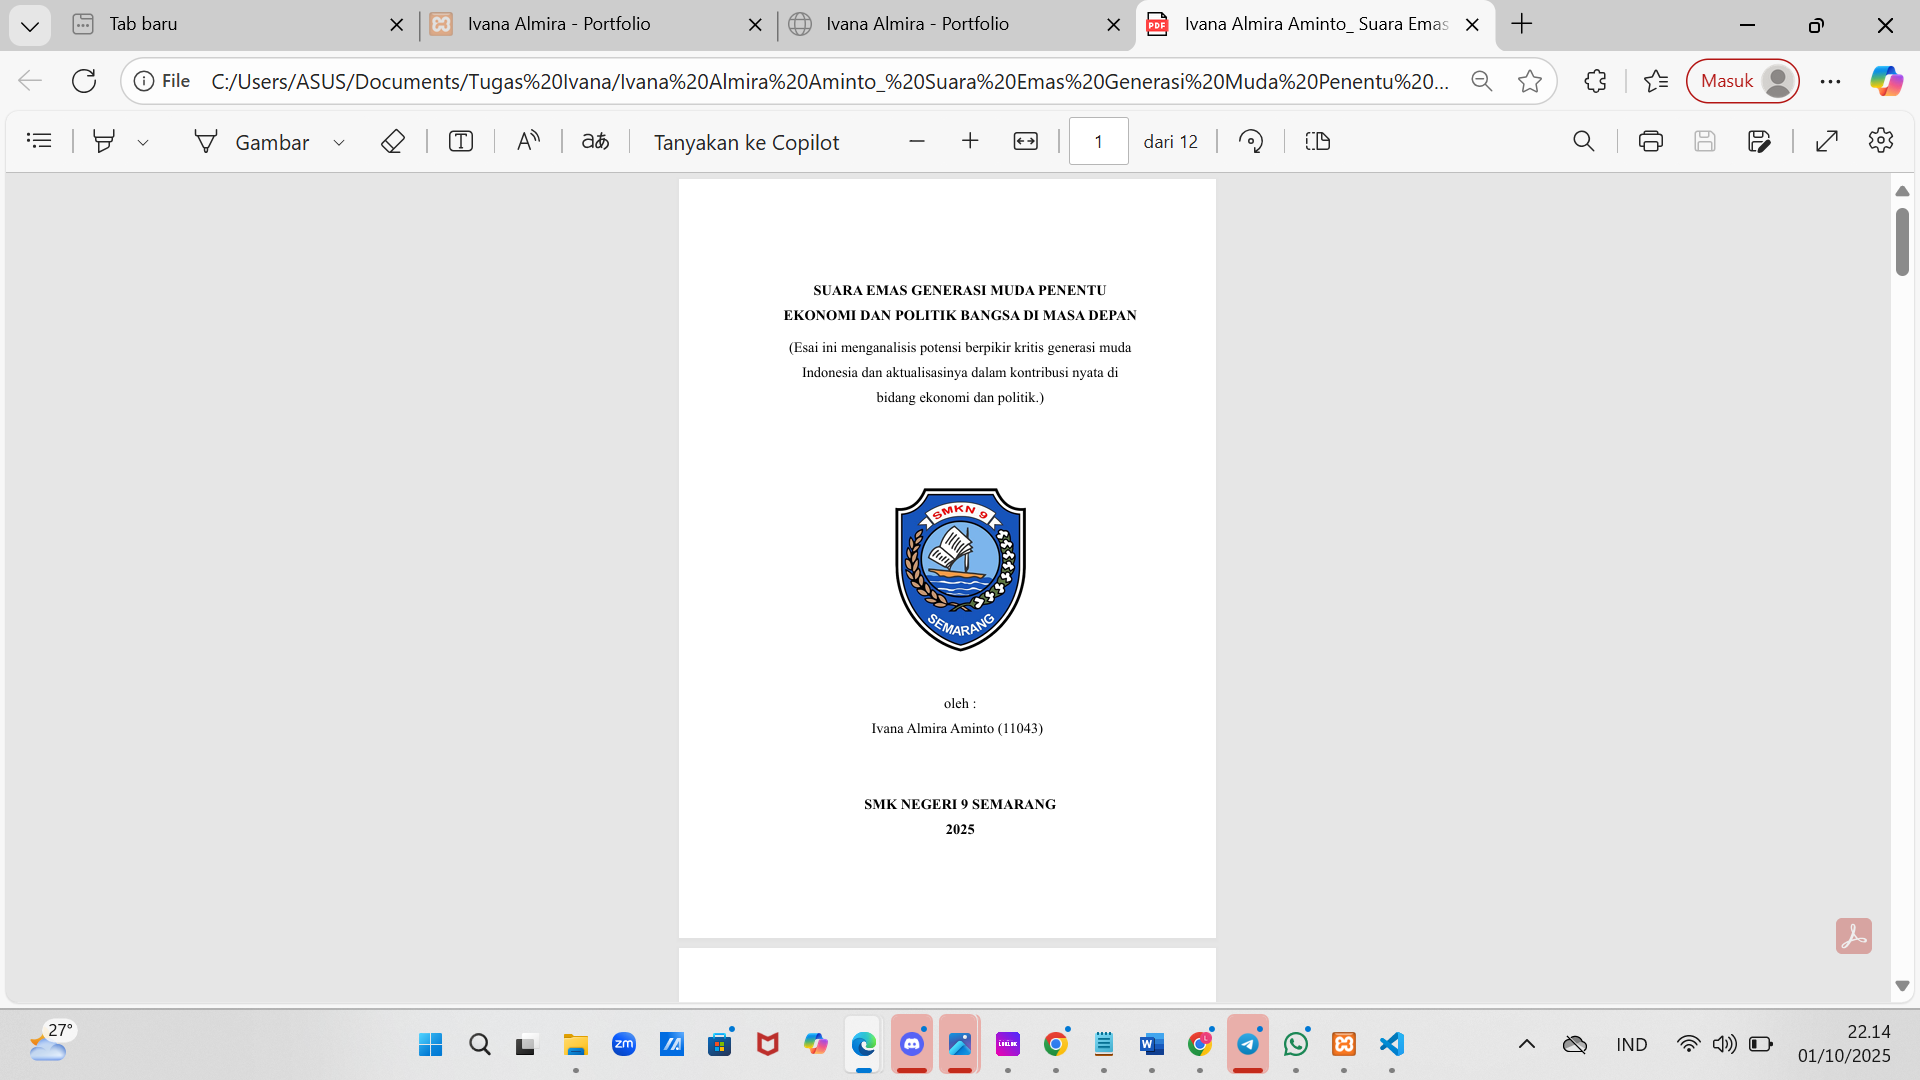 Tab baru
Ivana Almira - Portfolio
Ivana Almira - Portfolio
Ivana Almira Aminto_ Suara Emas
File
C:/Users/ASUS/Documents/Tugas%20Ivana/Ivana%20Almira%20Aminto_%20Suara%20Emas%20Generasi%20Muda%20Penentu%20...
Masuk
Gambar
Tanyakan ke Copilot
1
dari 12
SUARA EMAS GENERASI MUDA PENENTU
EKONOMI DAN POLITIK BANGSA DI MASA DEPAN
(Esai ini menganalisis potensi berpikir kritis generasi muda
Indonesia dan aktualisasinya dalam kontribusi nyata di
bidang ekonomi dan politik.)
SMKN 9
SEMARANG
oleh :
Ivana Almira Aminto (11043)
SMK NEGERI 9 SEMARANG
2025
27°
IND
22.14
01/10/2025